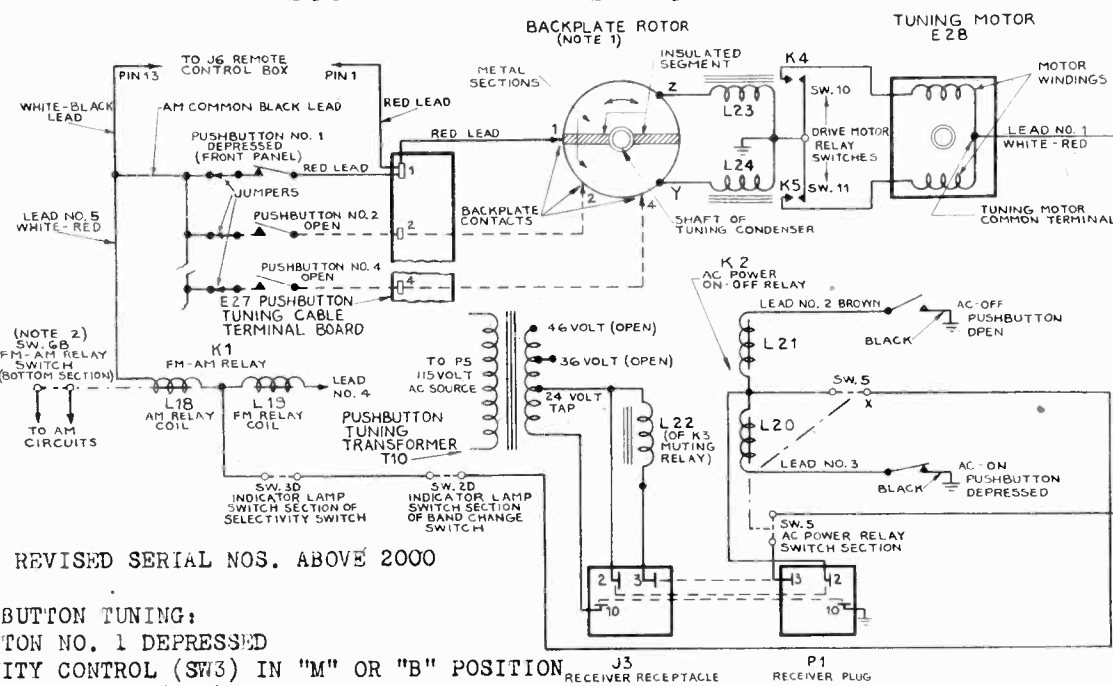 BACKPLATE ROTOR
(NOTE 1)
TUNING MOTOR
E28
TO J6 REMOTE
CONTROL BOX
PIN 13
PIN 1
METAL
SECTIONS
INSULATED
SEGMENT
K4
MOTOR
WINDINGS
WHITE-BLACK
LEAD
AM COMMON BLACK LEAD
RED LEAD
Z
L23
SW. 10
PUSHBUTTON NO. 1
DEPRESSED
(FRONT PANEL)
RED LEAD
RED LEAD
1
1
DRIVE MOTOR
RELAY
SWITCHES
LEAD NO. 1
WHITE-RED
L24
K5
SW. 11
JUMPERS
Y
LEAD NO. 5
WHITE-RED
PUSHBUTTON NO. 2
OPEN
2
BACKPLATE
CONTACTS
2
4
SHAFT OF
TUNING CONDENSER
TUNING MOTOR
COMMON TERMINAL
PUSHBUTTON NO. 4
OPEN
4
E27 PUSHBUTTON
TUNING CABLE
TERMINAL BOARD
K2
AC POWER
ON-OFF RELAY
LEAD NO. 2 BROWN
AC-OFF
PUSHBUTTON
OPEN
BLACK
L21
(NOTE 2)
SW. 6B
FM-AM RELAY
SWITCH
(BOTTOM SECTION)
K1
FM-AM RELAY
46 VOLT (OPEN)
36 VOLT (OPEN)
TO P5
115 VOLT
AC SOURCE
24 VOLT
TAP
LEAD
NO. 4
L18
AM RELAY
COIL
L19
FM RELAY
COIL
TO AM
CIRCUITS
PUSHBUTTON
TUNING
TRANSFORMER
T10
L22
(OF K3
MUTING
RELAY)
SW. 5
X
L20
LEAD NO. 3
BLACK
AC-ON
PUSHBUTTON
DEPRESSED
SW. 3D
INDICATOR LAMP
SWITCH SECTION OF
SELECTIVITY SWITCH
SW. 2D
INDICATOR LAMP
SWITCH SECTION
OF BAND CHANGE
SWITCH
SW. 5
AC POWER RELAY
SWITCH SECTION
REVISED SERIAL NOS. ABOVE 2000
2
3
10
3
2
10
J3
RECEIVER RECEPTACLE
P1
RECEIVER PLUG
BUTTON TUNING:
TON NO. 1 DEPRESSED
ITY CONTROL (SW3) IN "M" OR "B" POSITION